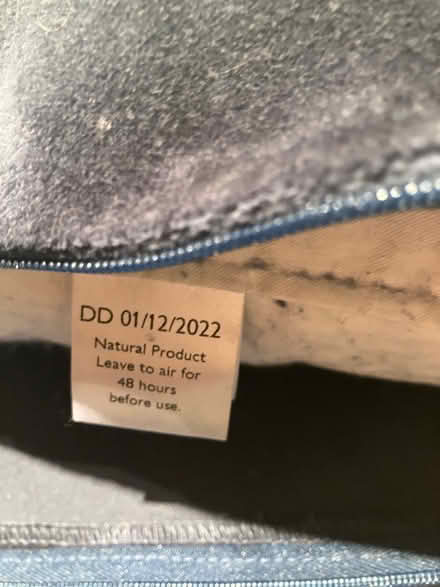 DD 01/12/2022
Natural Product
Leave to air for
48 hours
before use.